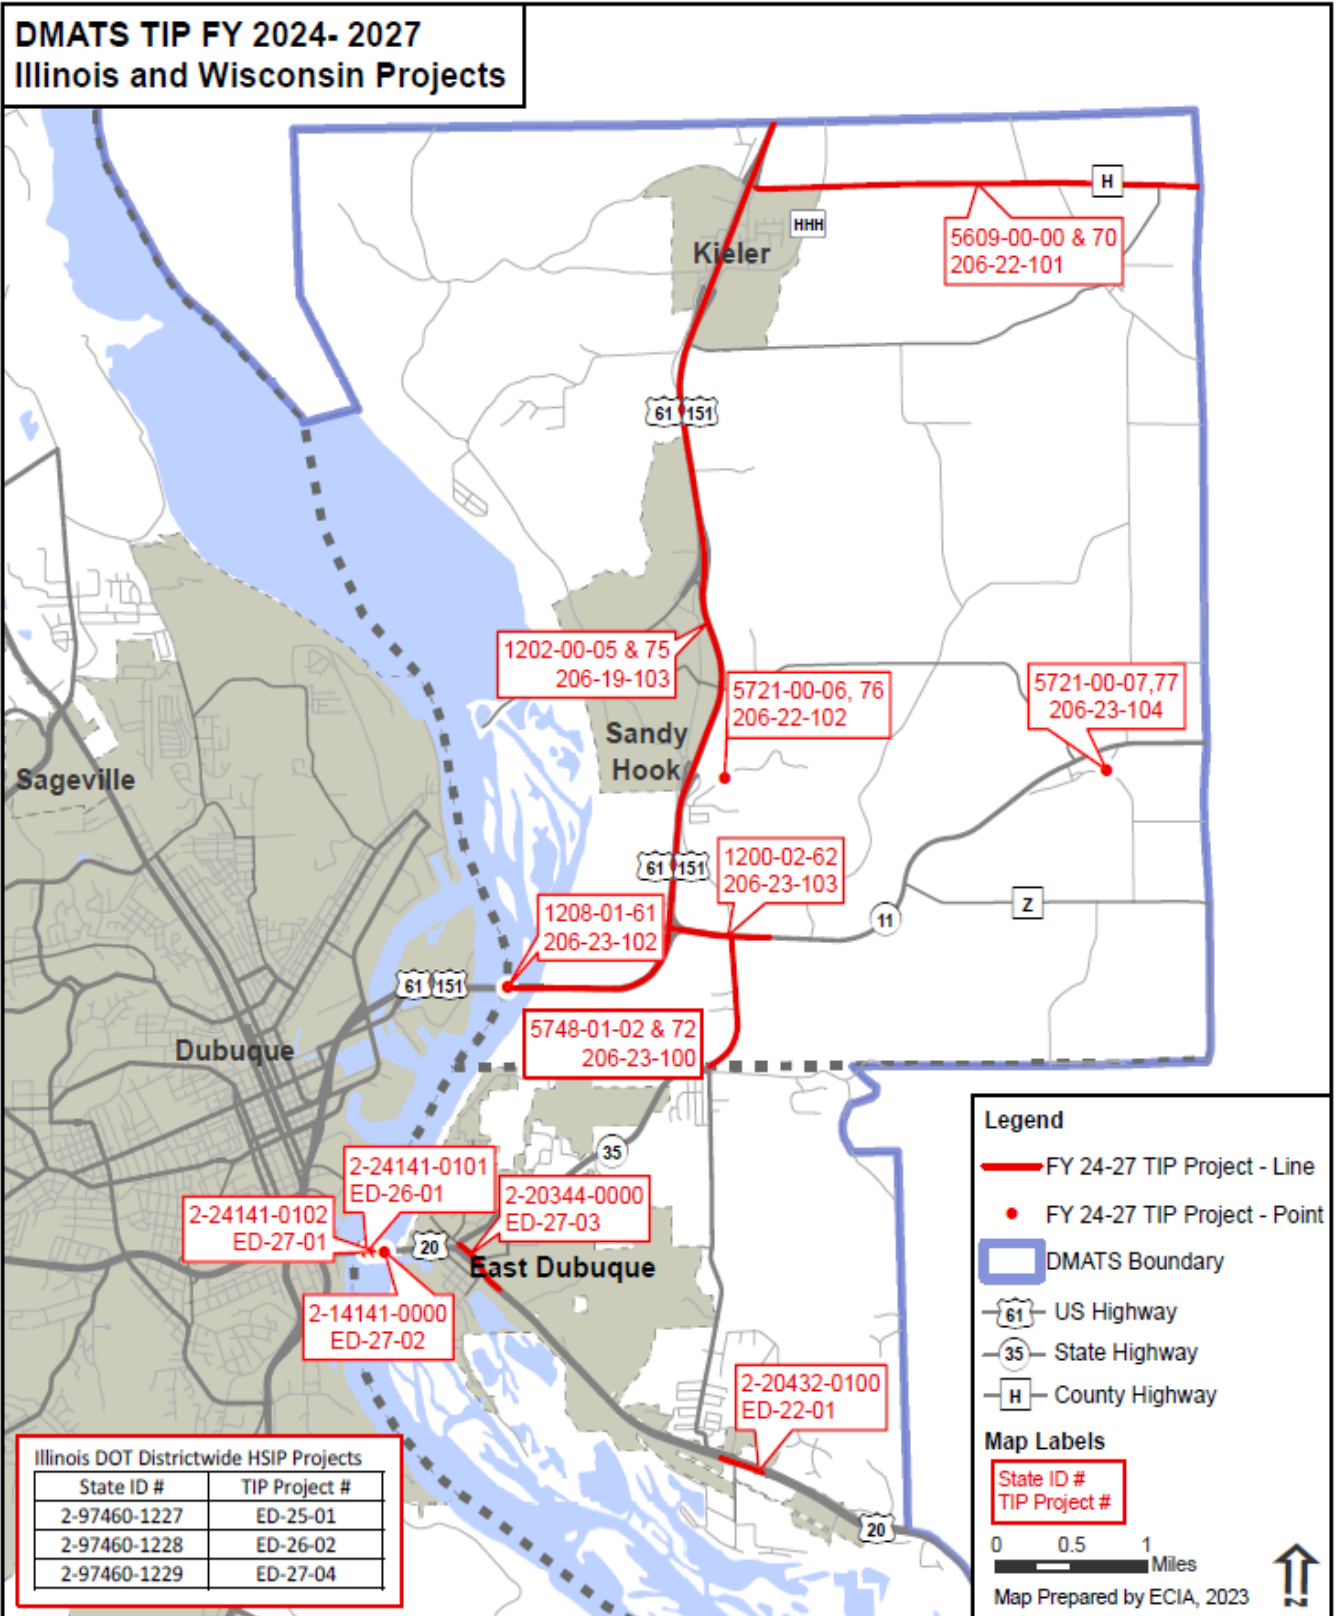 DMATS TIP FY 2024- 2027
Illinois and Wisconsin Projects
H
HHH
Kieler
5609-00-00 & 70
206-22-101
61 151
1202-00-05 & 75
206-19-103
5721-00-06, 76
206-22-102
5721-00-07,77
206-23-104
Sandy
Hook
Sageville
61 151
1200-02-62
206-23-103
Z
11
1208-01-61
206-23-102
61 151
5748-01-02 & 72
206-23-100
Dubuque
35
2-24141-0101
ED-26-01
2-20344-0000
ED-27-03
2-24141-0102
ED-27-01
20
East Dubuque
2-14141-0000
ED-27-02
2-20432-0100
ED-22-01
20
Legend
FY 24-27 TIP Project - Line
FY 24-27 TIP Project - Point
DMATS Boundary
61 US Highway
35 State Highway
H County Highway
Map Labels
State ID #
TIP Project #
0 0.5 1
Miles
Map Prepared by ECIA, 2023
N
Illinois DOT Districtwide HSIP Projects
State ID # TIP Project #
2-97460-1227 ED-25-01
2-97460-1228 ED-26-02
2-97460-1229 ED-27-04